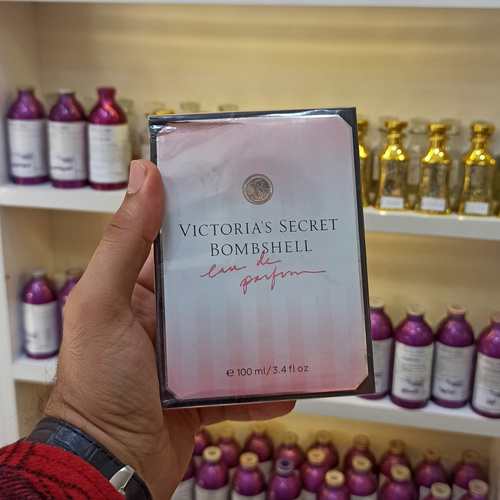 VICTORIA'S SECRET
BOMBSHELL
eau de
parfum
e 100 ml/3.4 fl oz